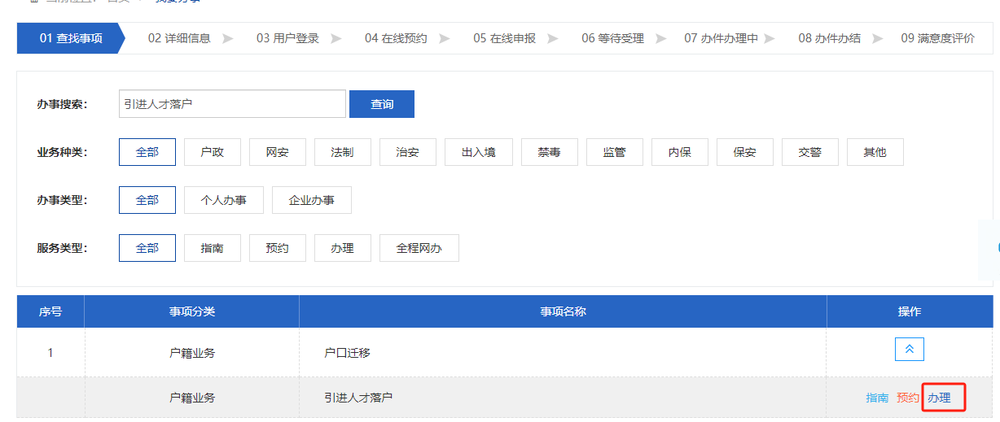 01 查找事项 02 详细信息 03 用户登录 04 在线预约 05 在线申报 06 等待受理 07 办件办理中 08 办件办结 09 满意度评价
办事搜索： 引进人才落户 查询
业务种类： 全部 户政 网安 法制 治安 出入境 禁毒 监管 内保 保安 交警 其他
办事类型： 全部 个人办事 企业办事
服务类型： 全部 指南 预约 办理 全程网办
序号 事项分类 事项名称 操作
1 户籍业务 户口迁移
户籍业务 引进人才落户 指南 预约 办理